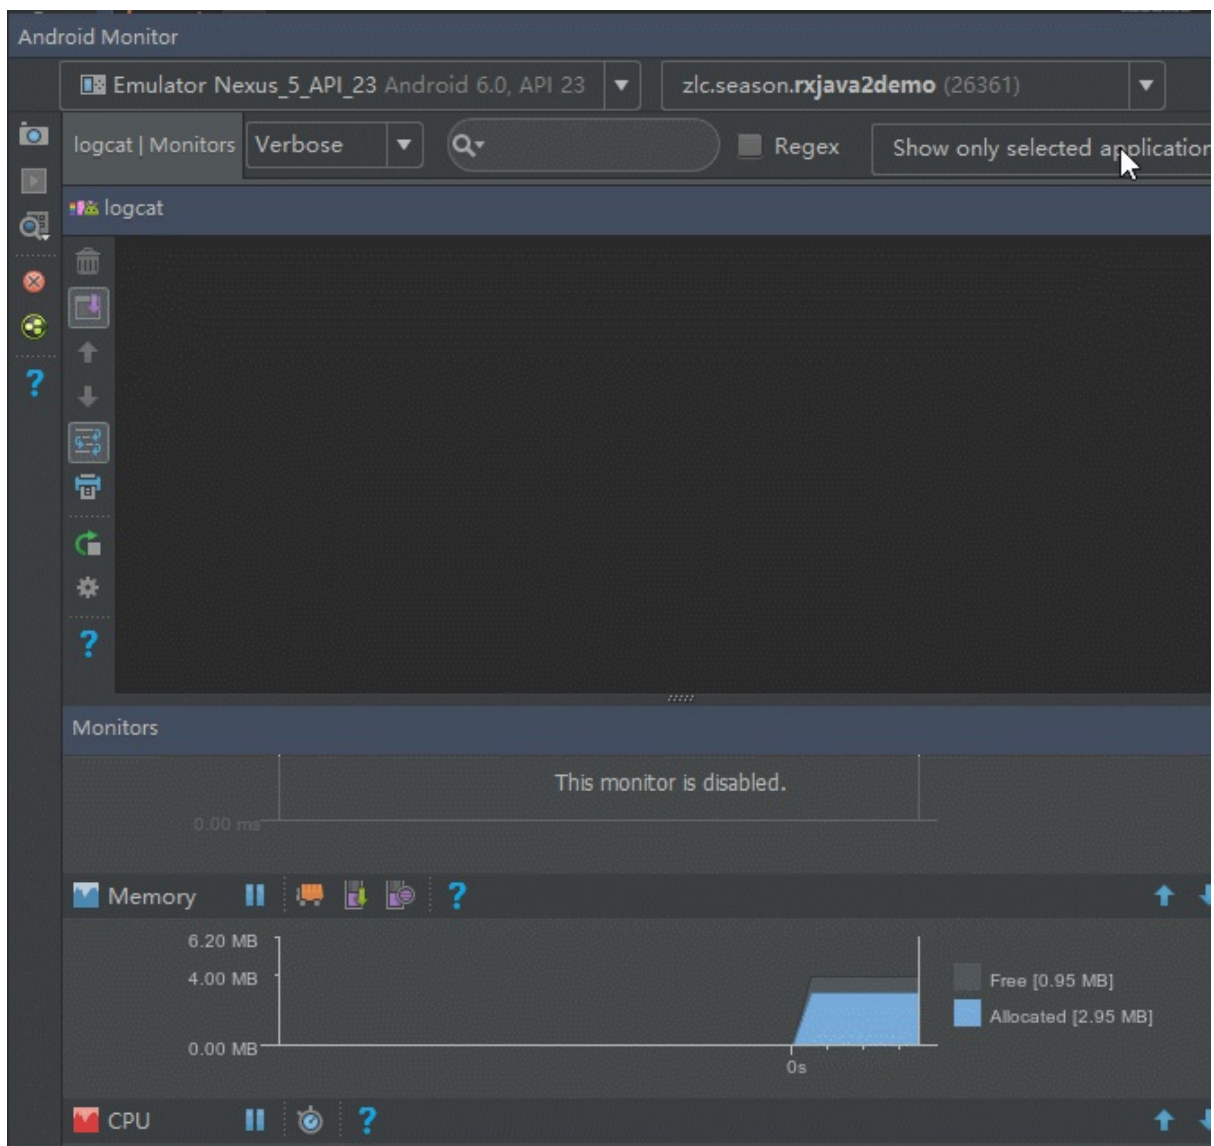 Android Monitor
Emulator Nexus_5_API_23 Android 6.0, API 23
zlc.season.rxjava2demo (26361)
logcat | Monitors
Verbose
Regex
Show only selected application
logcat
?
?
Monitors
This monitor is disabled.
0.00 ms
Memory
?
6.20 MB
4.00 MB
0.00 MB
0s
Free [0.95 MB]
Allocated [2.95 MB]
CPU
?